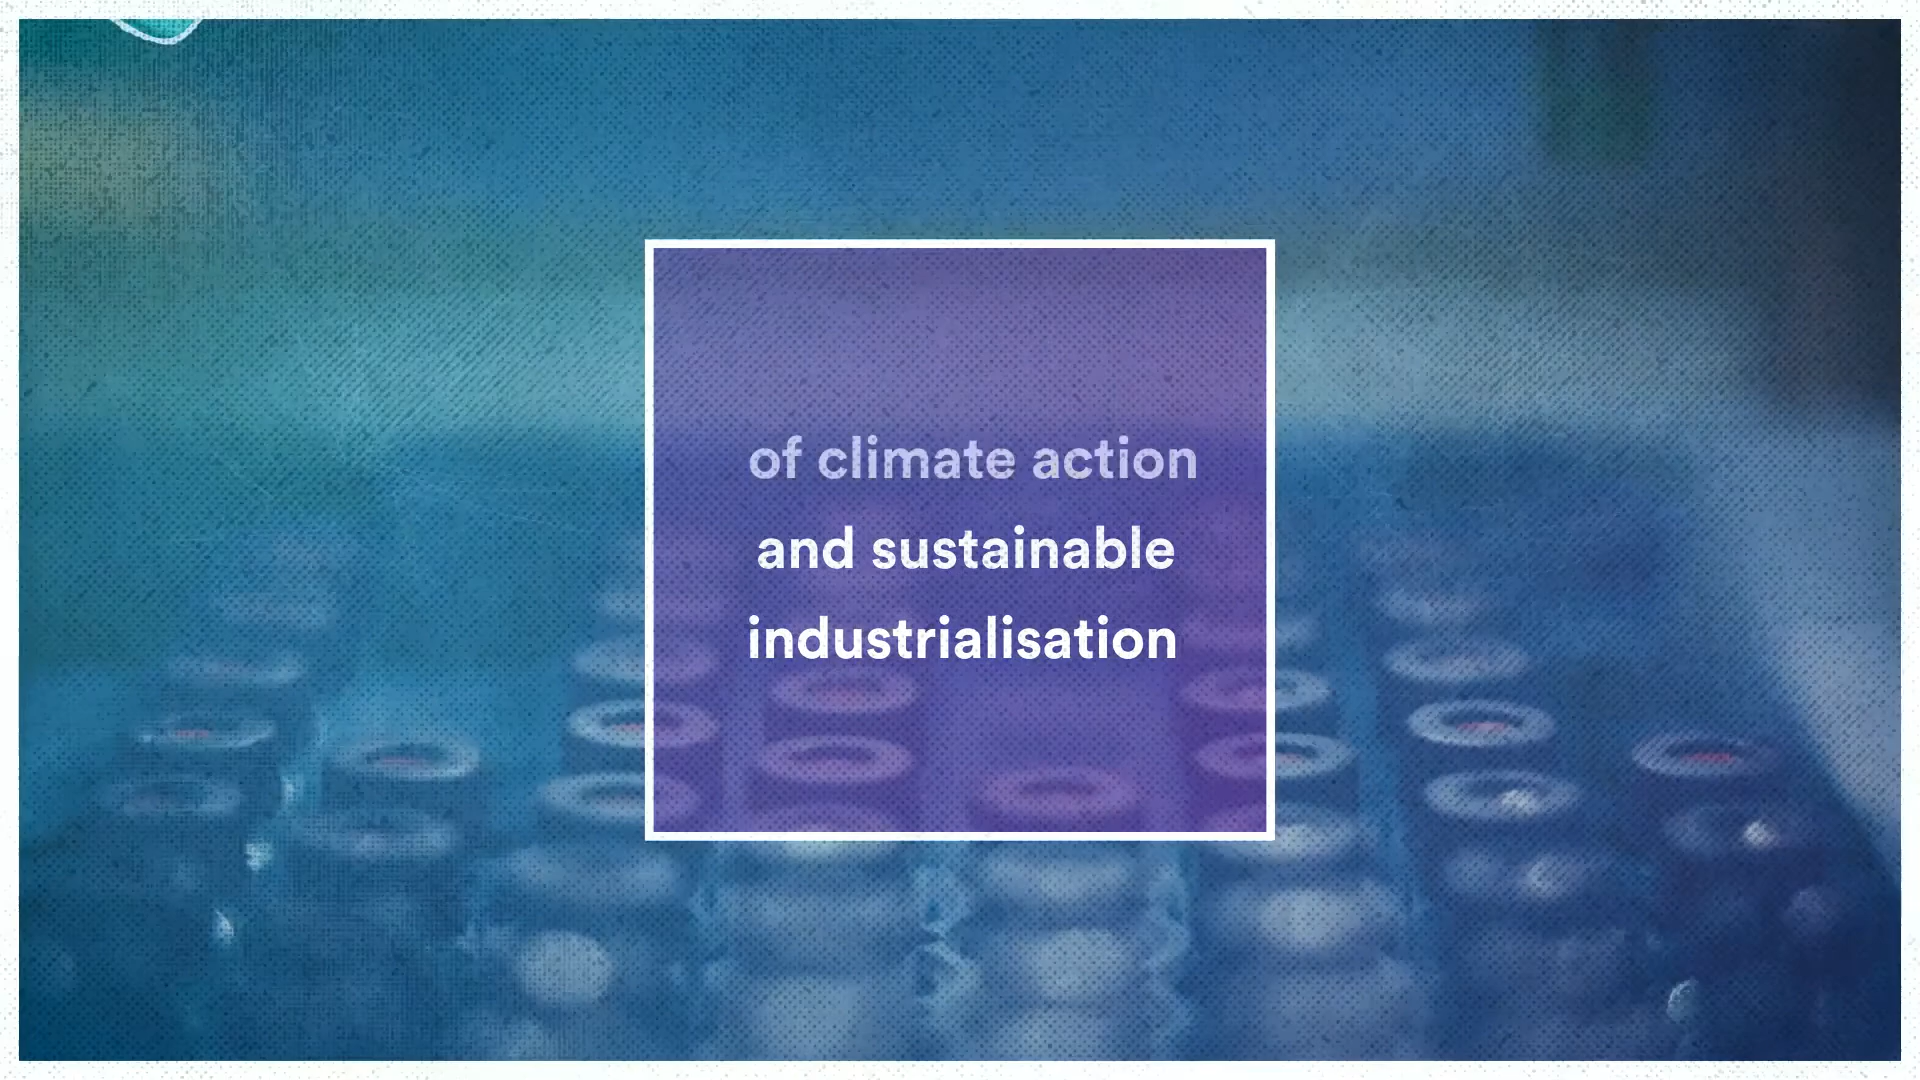 of climate action
and sustainable
industrialisation